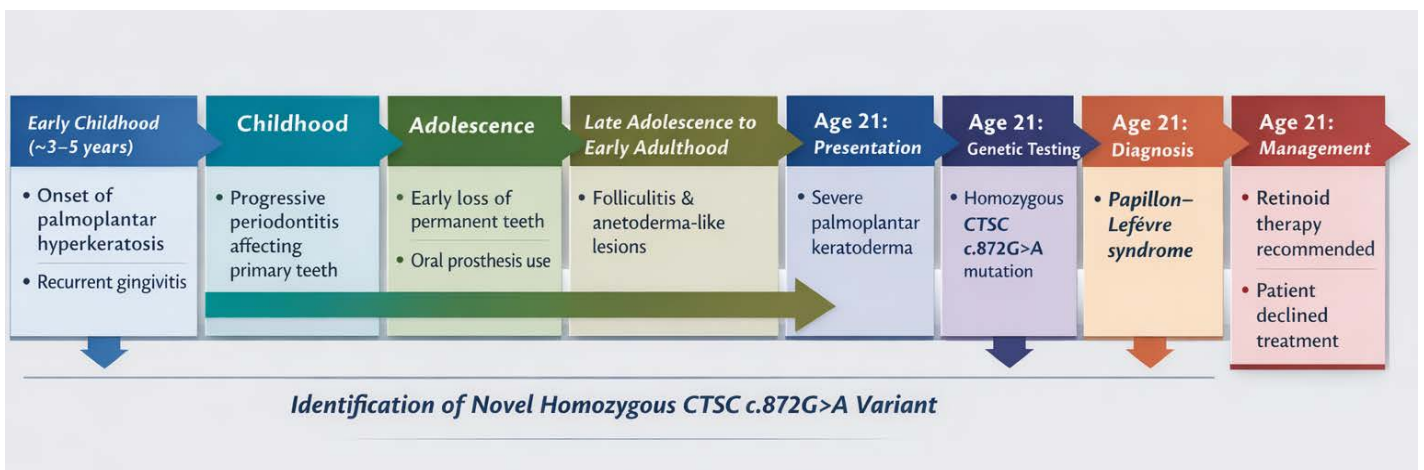 Early Childhood
(~3–5 years)
• Onset of
palmoplantar
hyperkeratosis
• Recurrent gingivitis
Childhood
• Progressive
periodontitis
affecting
primary teeth
Adolescence
• Early loss of
permanent teeth
• Oral prosthesis use
Late Adolescence to
Early Adulthood
• Folliculitis &
anetoderma-like
lesions
Age 21:
Presentation
• Severe
palmoplantar
keratoderma
Age 21:
Genetic Testing
• Homozygous
CTSC
c.872G>A
mutation
Age 21:
Diagnosis
• Papillon–
Lefévre
syndrome
Age 21:
Management
• Retinoid
therapy
recommended
• Patient
declined
treatment
Identification of Novel Homozygous CTSC c.872G>A Variant